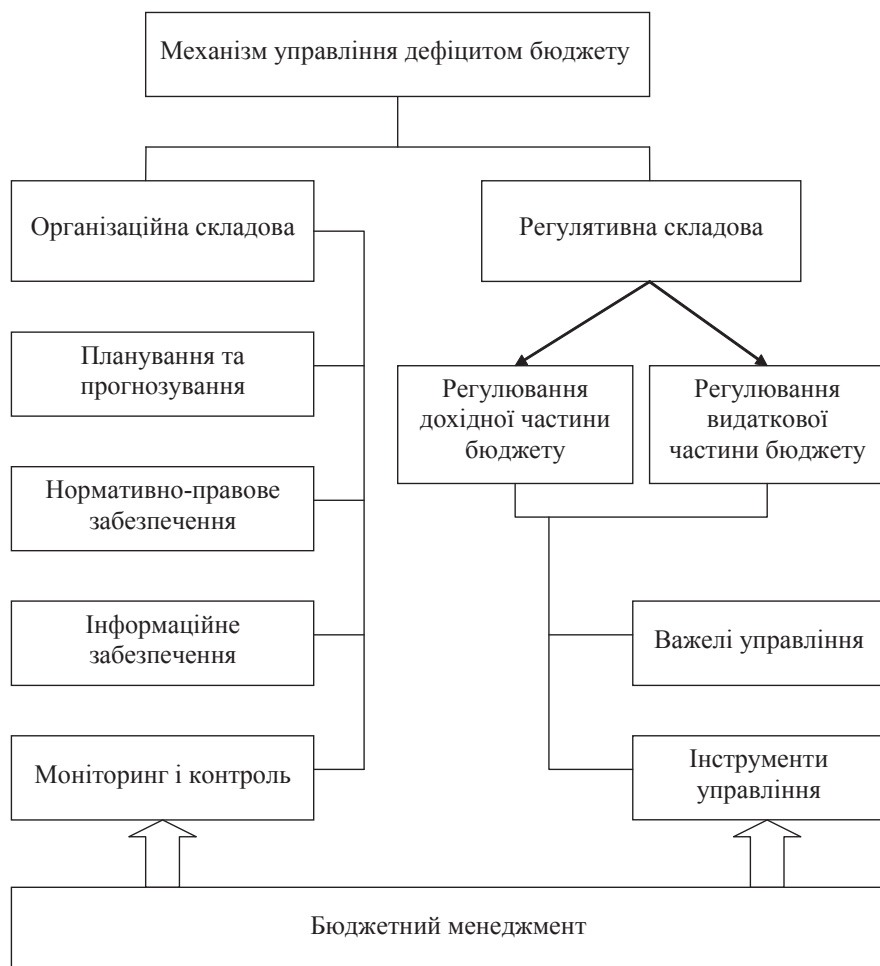 Механізм управління дефіцитом бюджету
Організаційна складова
Регулятивна складова
Планування та
прогнозування
Регулювання
дохідної частини
бюджету
Регулювання
видаткової
частини бюджету
Нормативно-правове
забезпечення
Інформаційне
забезпечення
Важелі управління
Моніторинг і контроль
Інструменти
управління
Бюджетний менеджмент